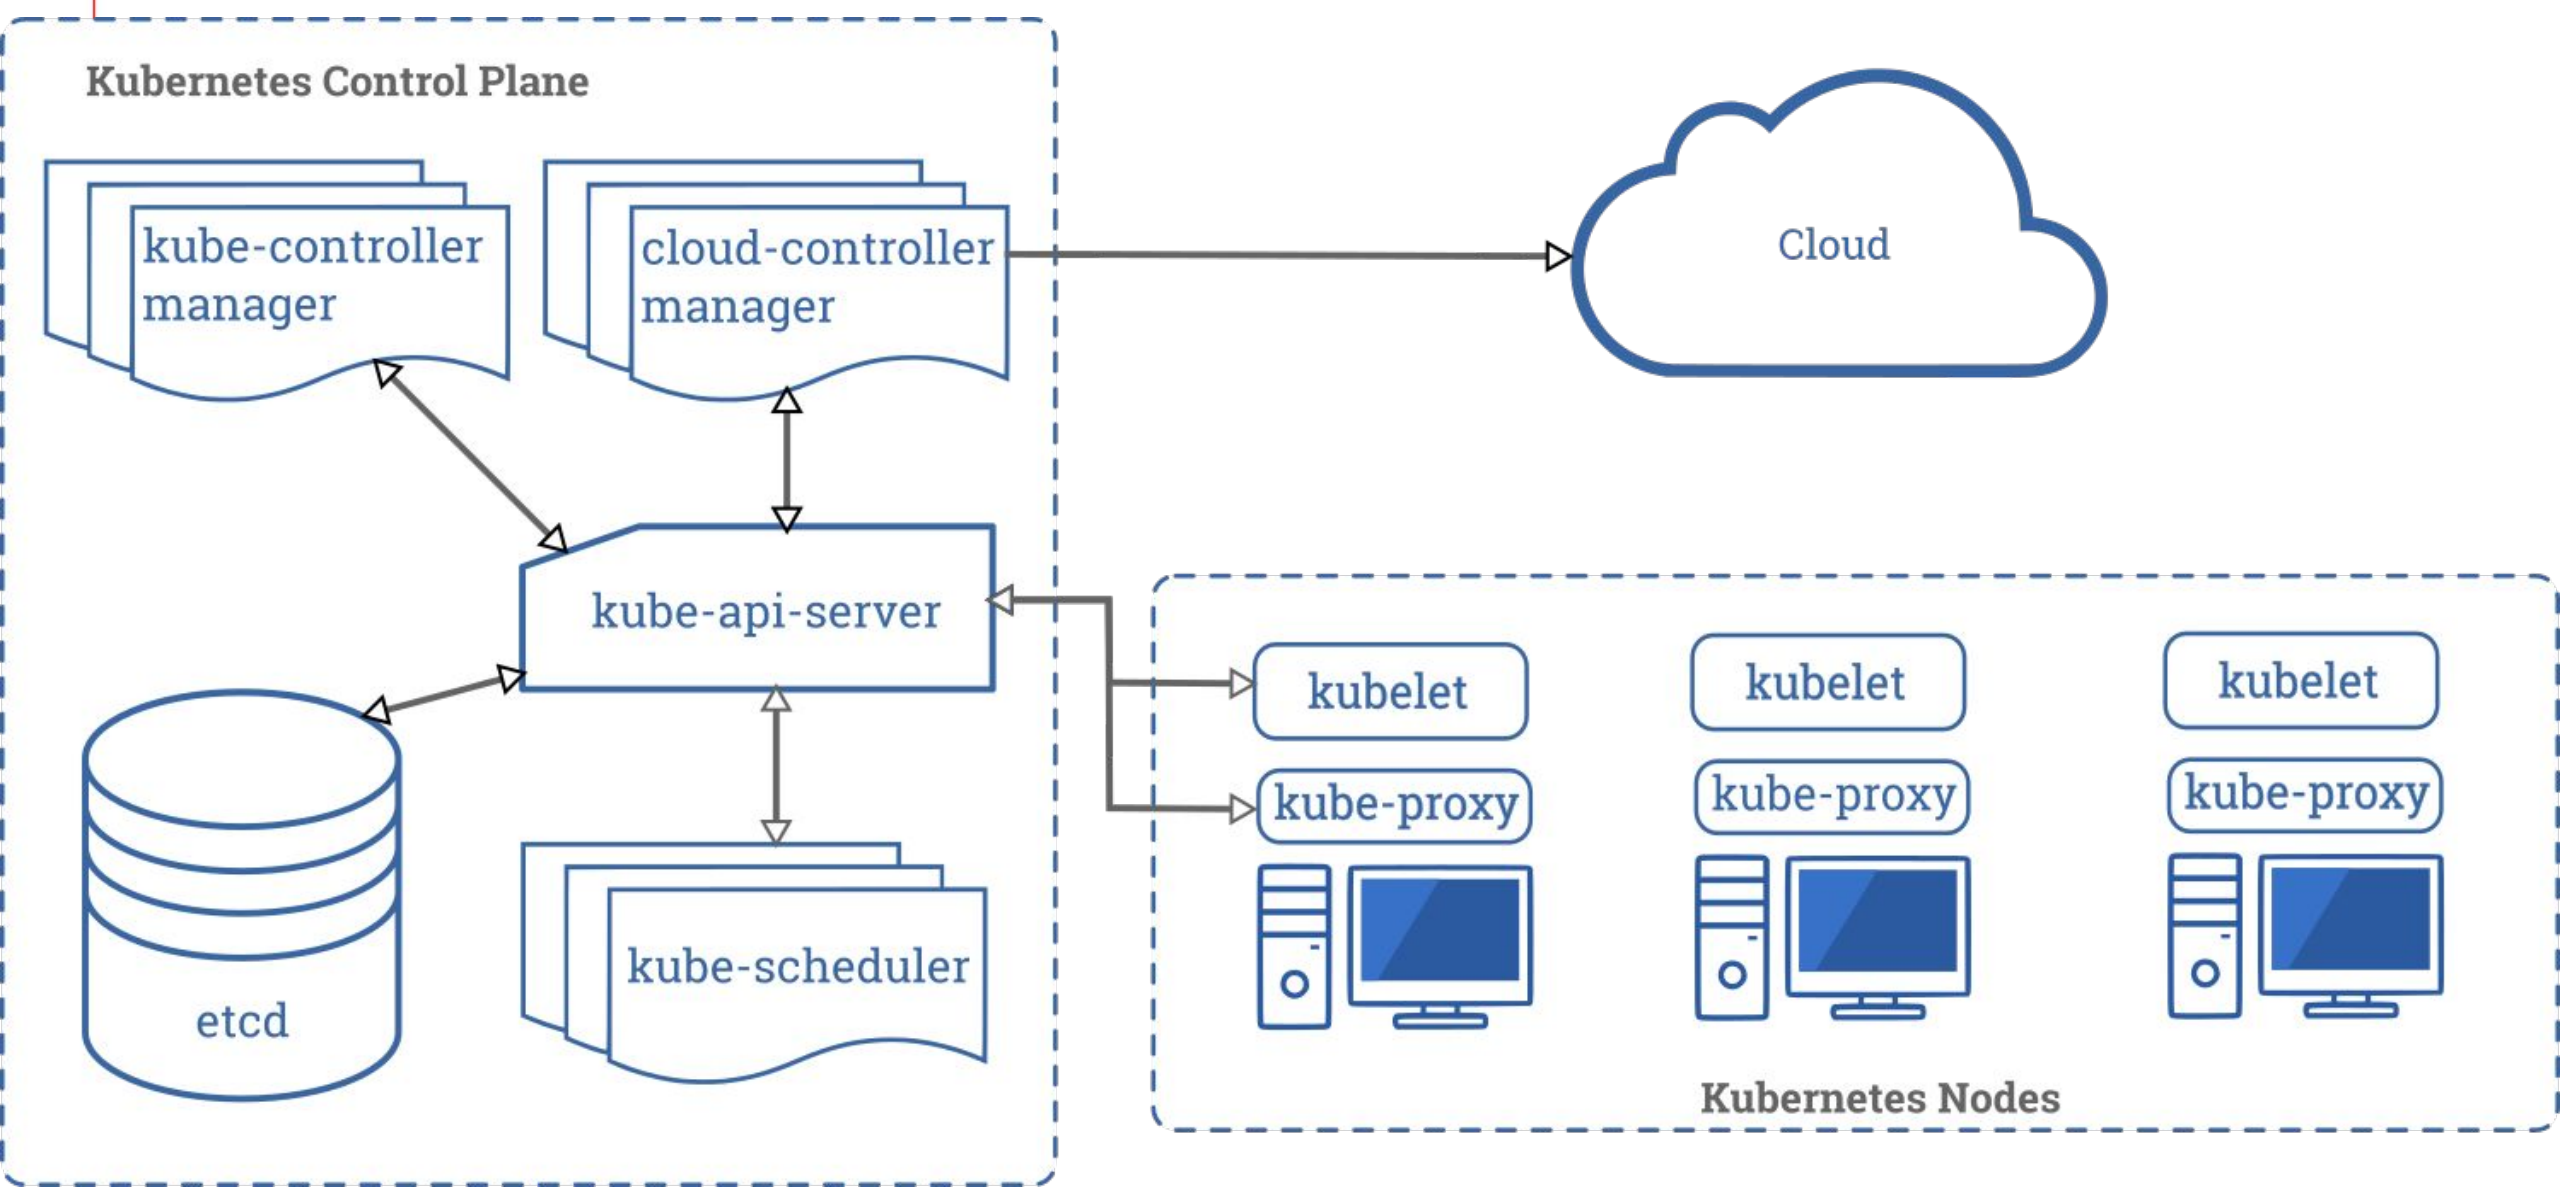 Kubernetes Control Plane
kube-controller
manager
cloud-controller
manager
Cloud
kube-api-server
etcd
kube-scheduler
kubelet
kubelet
kubelet
kube-proxy
kube-proxy
kube-proxy
Kubernetes Nodes